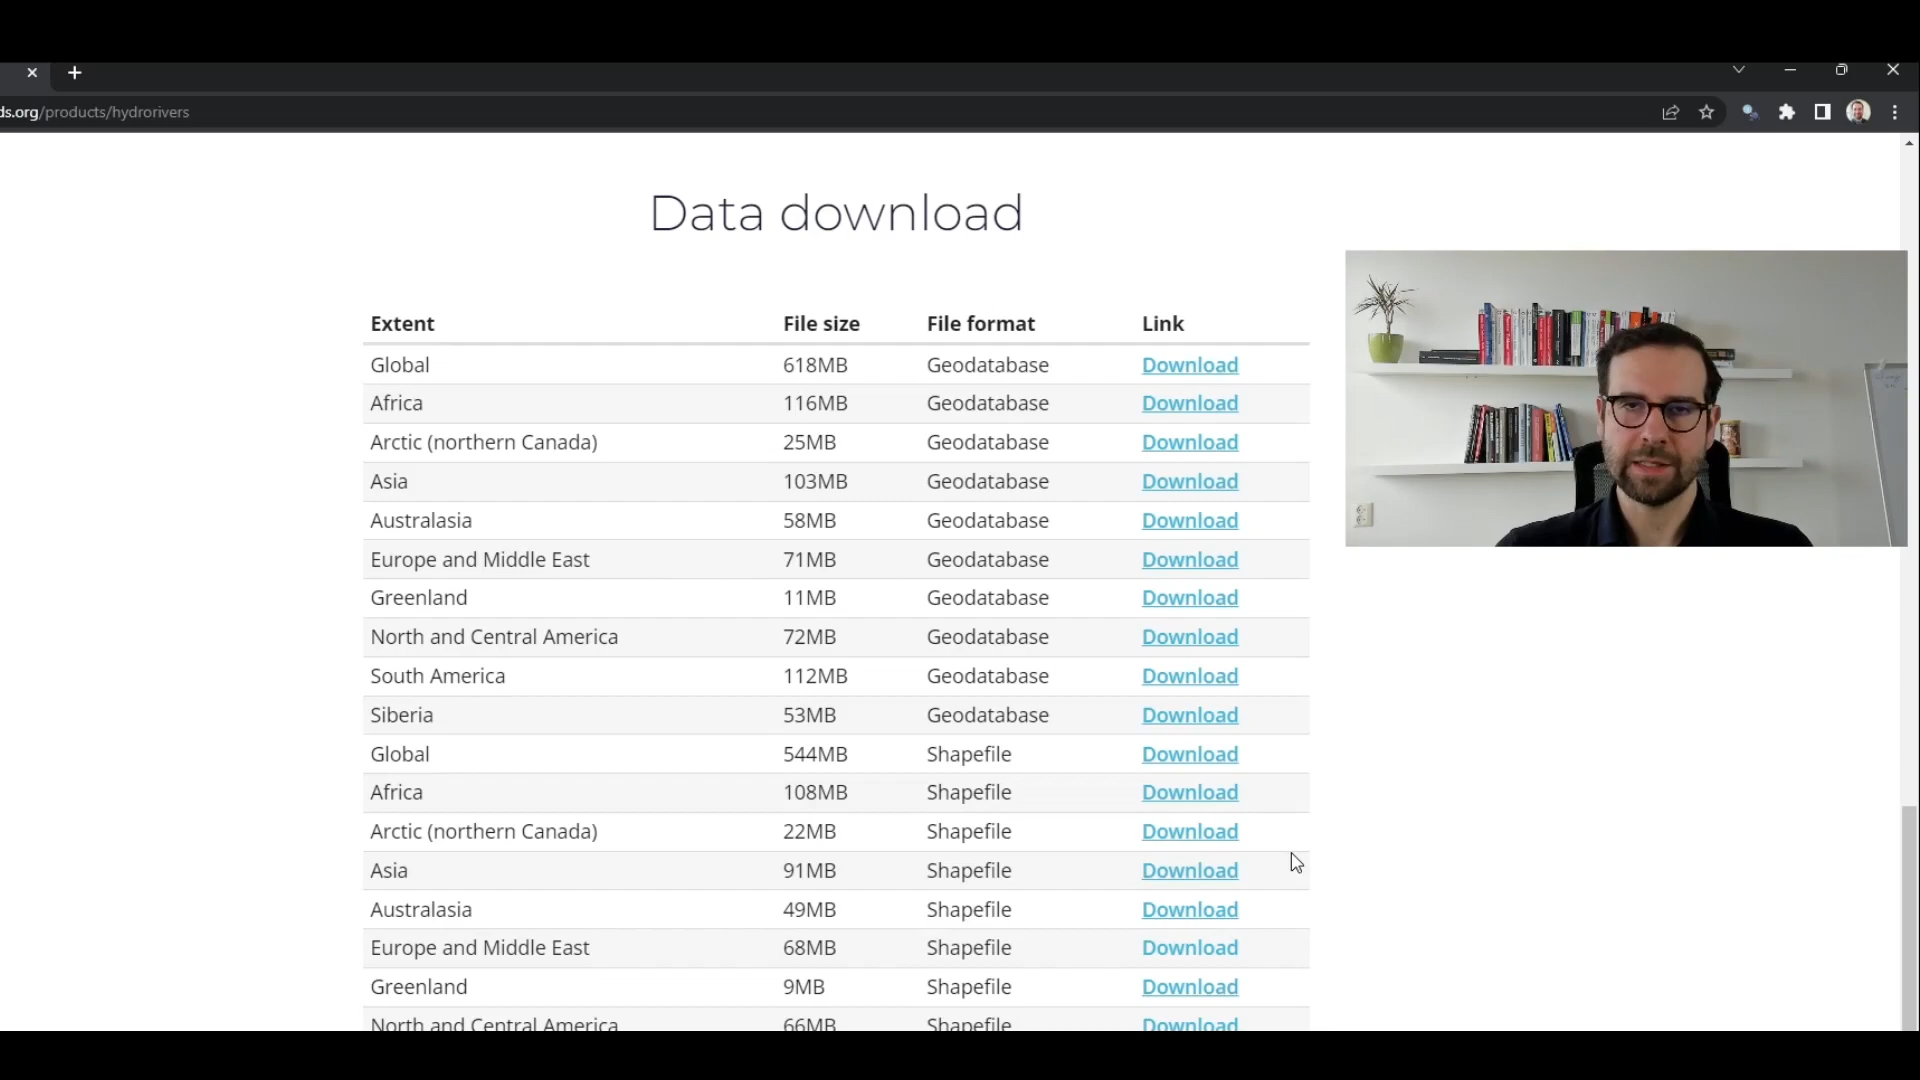 ds.org/products/hydrorivers
Data download
Extent File size File format Link
Global 618MB Geodatabase Download
Africa 116MB Geodatabase Download
Arctic (northern Canada) 25MB Geodatabase Download
Asia 103MB Geodatabase Download
Australasia 58MB Geodatabase Download
Europe and Middle East 71MB Geodatabase Download
Greenland 11MB Geodatabase Download
North and Central America 72MB Geodatabase Download
South America 112MB Geodatabase Download
Siberia 53MB Geodatabase Download
Global 544MB Shapefile Download
Africa 108MB Shapefile Download
Arctic (northern Canada) 22MB Shapefile Download
Asia 91MB Shapefile Download
Australasia 49MB Shapefile Download
Europe and Middle East 68MB Shapefile Download
Greenland 9MB Shapefile Download
North and Central America 66MB Shapefile Download